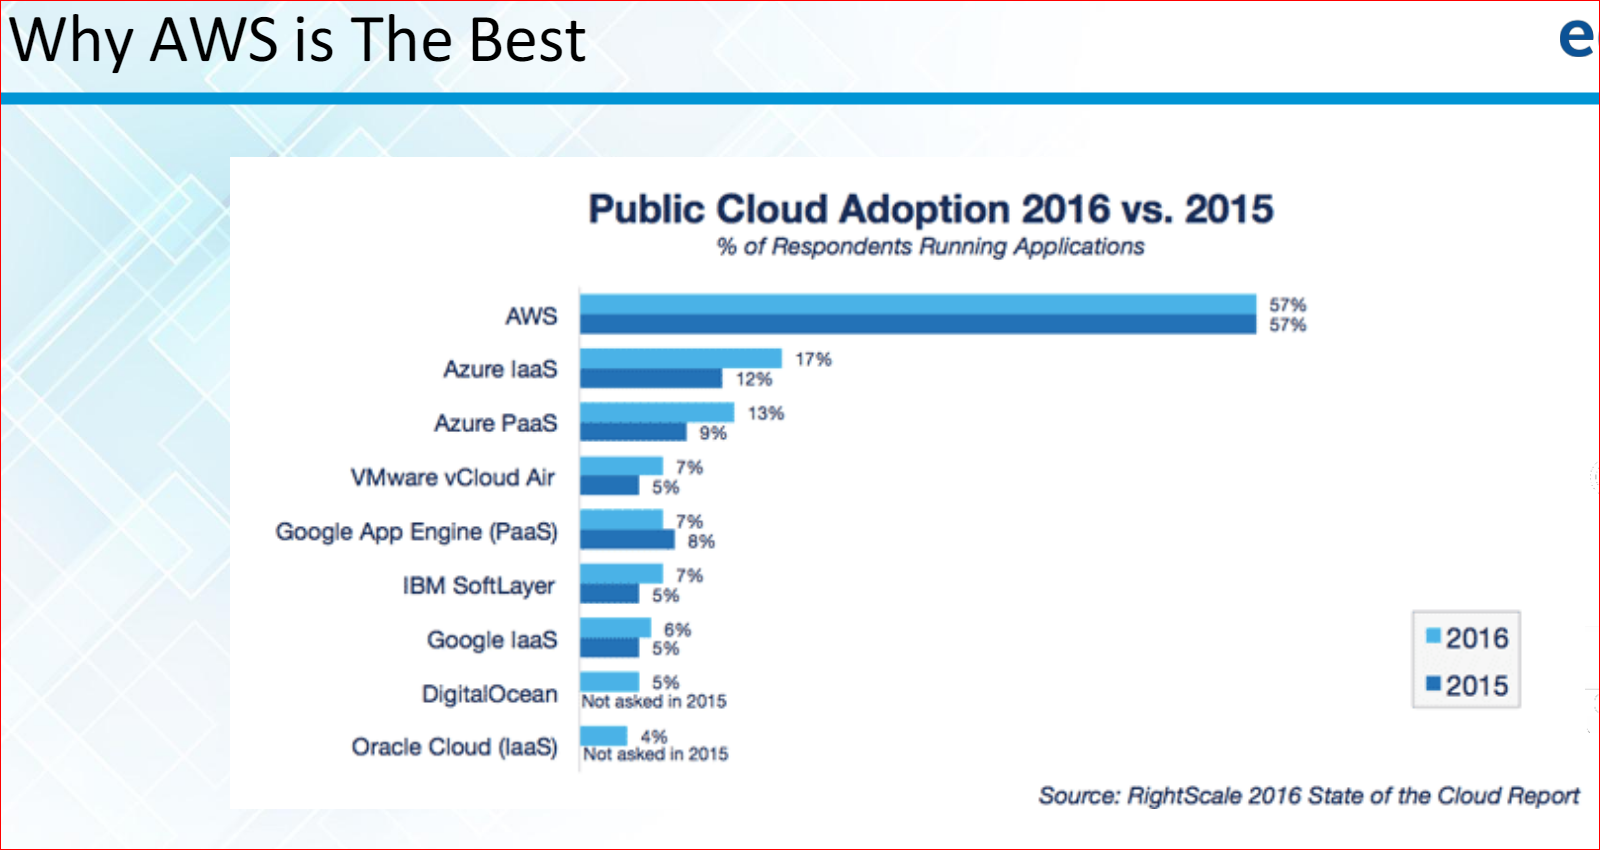 Why AWS is The Best
Public Cloud Adoption 2016 vs. 2015
% of Respondents Running Applications
AWS
57%
57%
Azure IaaS
17%
12%
Azure PaaS
13%
9%
VMware vCloud Air
7%
5%
Google App Engine (PaaS)
7%
8%
IBM SoftLayer
7%
5%
Google IaaS
6%
5%
DigitalOcean
5%
Not asked in 2015
Oracle Cloud (IaaS)
4%
Not asked in 2015
2016
2015
Source: RightScale 2016 State of the Cloud Report